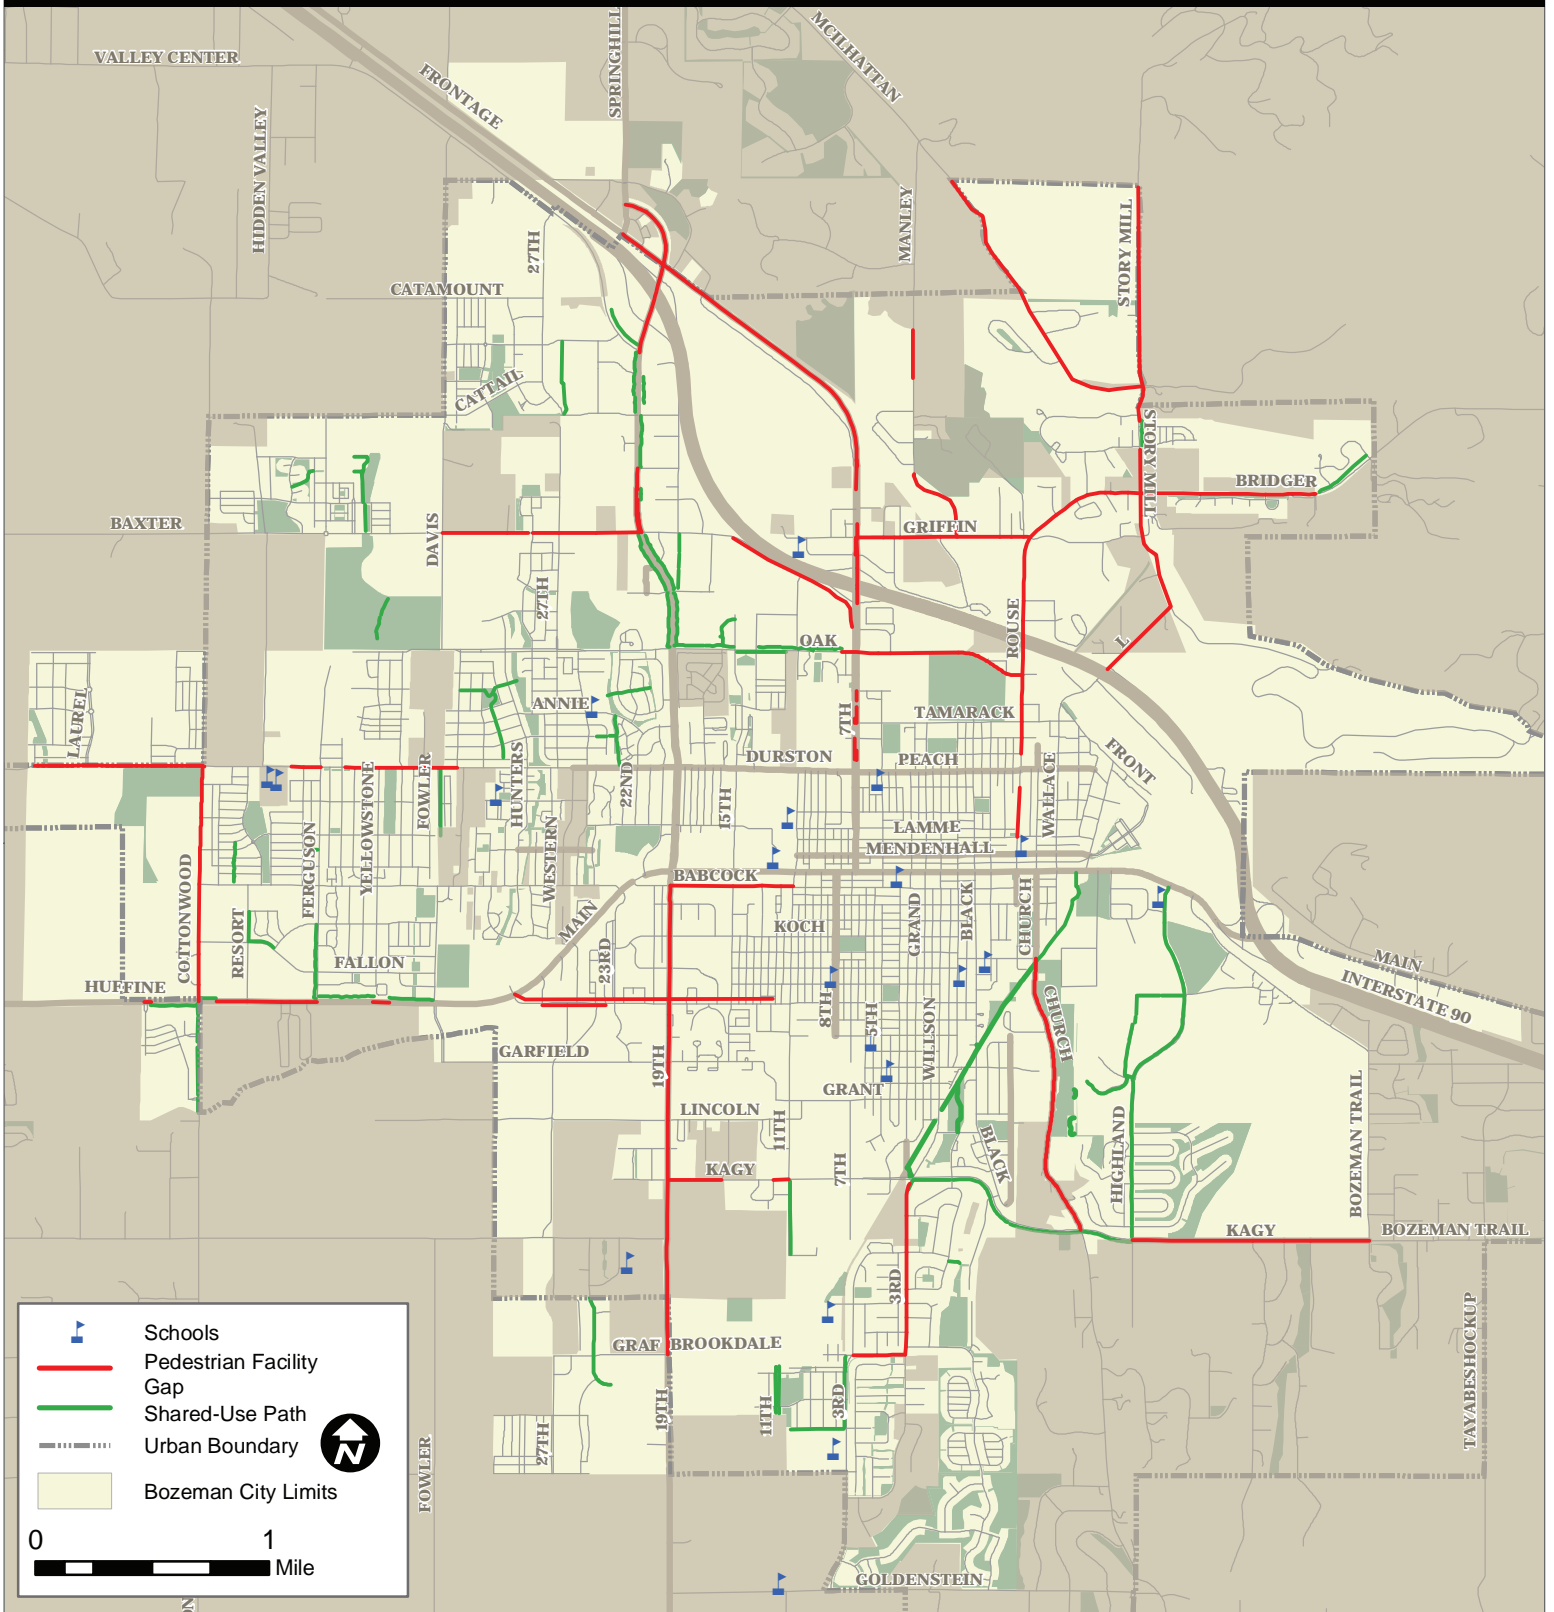 VALLEY CENTER
FRONTAGE
SPRINGHILL
MCILHATTAN
HIDDEN VALLEY
27TH
MANLEY
STORY MILL
CATAMOUNT
CATTAIL
STORY MILL
BRIDGER
BAXTER
DAVIS
GRIFFIN
27TH
ROUSE
L
OAK
LAUREL
ANNIE
7TH
TAMARACK
DURSTON
PEACH
FRONT
FOWLER
HUNTERS
22ND
15TH
WALLACE
YELLOWSTONE
FERGUSON
WESTERN
LAMME
MENDENHALL
BABCOCK
COTTONWOOD
RESORT
MAIN
KOCH
GRAND
BLACK
CHURCH
FALLON
23RD
MAIN
HUFFINE
INTERSTATE 90
8TH
5TH
WILLSON
CHURCH
GARFIELD
19TH
GRANT
LINCOLN
11TH
BLACK
HIGHLAND
BOZEMAN TRAIL
KAGY
7TH
KAGY
BOZEMAN TRAIL
3RD
TAYABESHOCKUP
GRAF
BROOKDALE
19TH
11TH
3RD
27TH
FOWLER
GOLDENSTEIN
Schools
Pedestrian Facility
Gap
Shared-Use Path
N
Urban Boundary
Bozeman City Limits
0 1
Mile